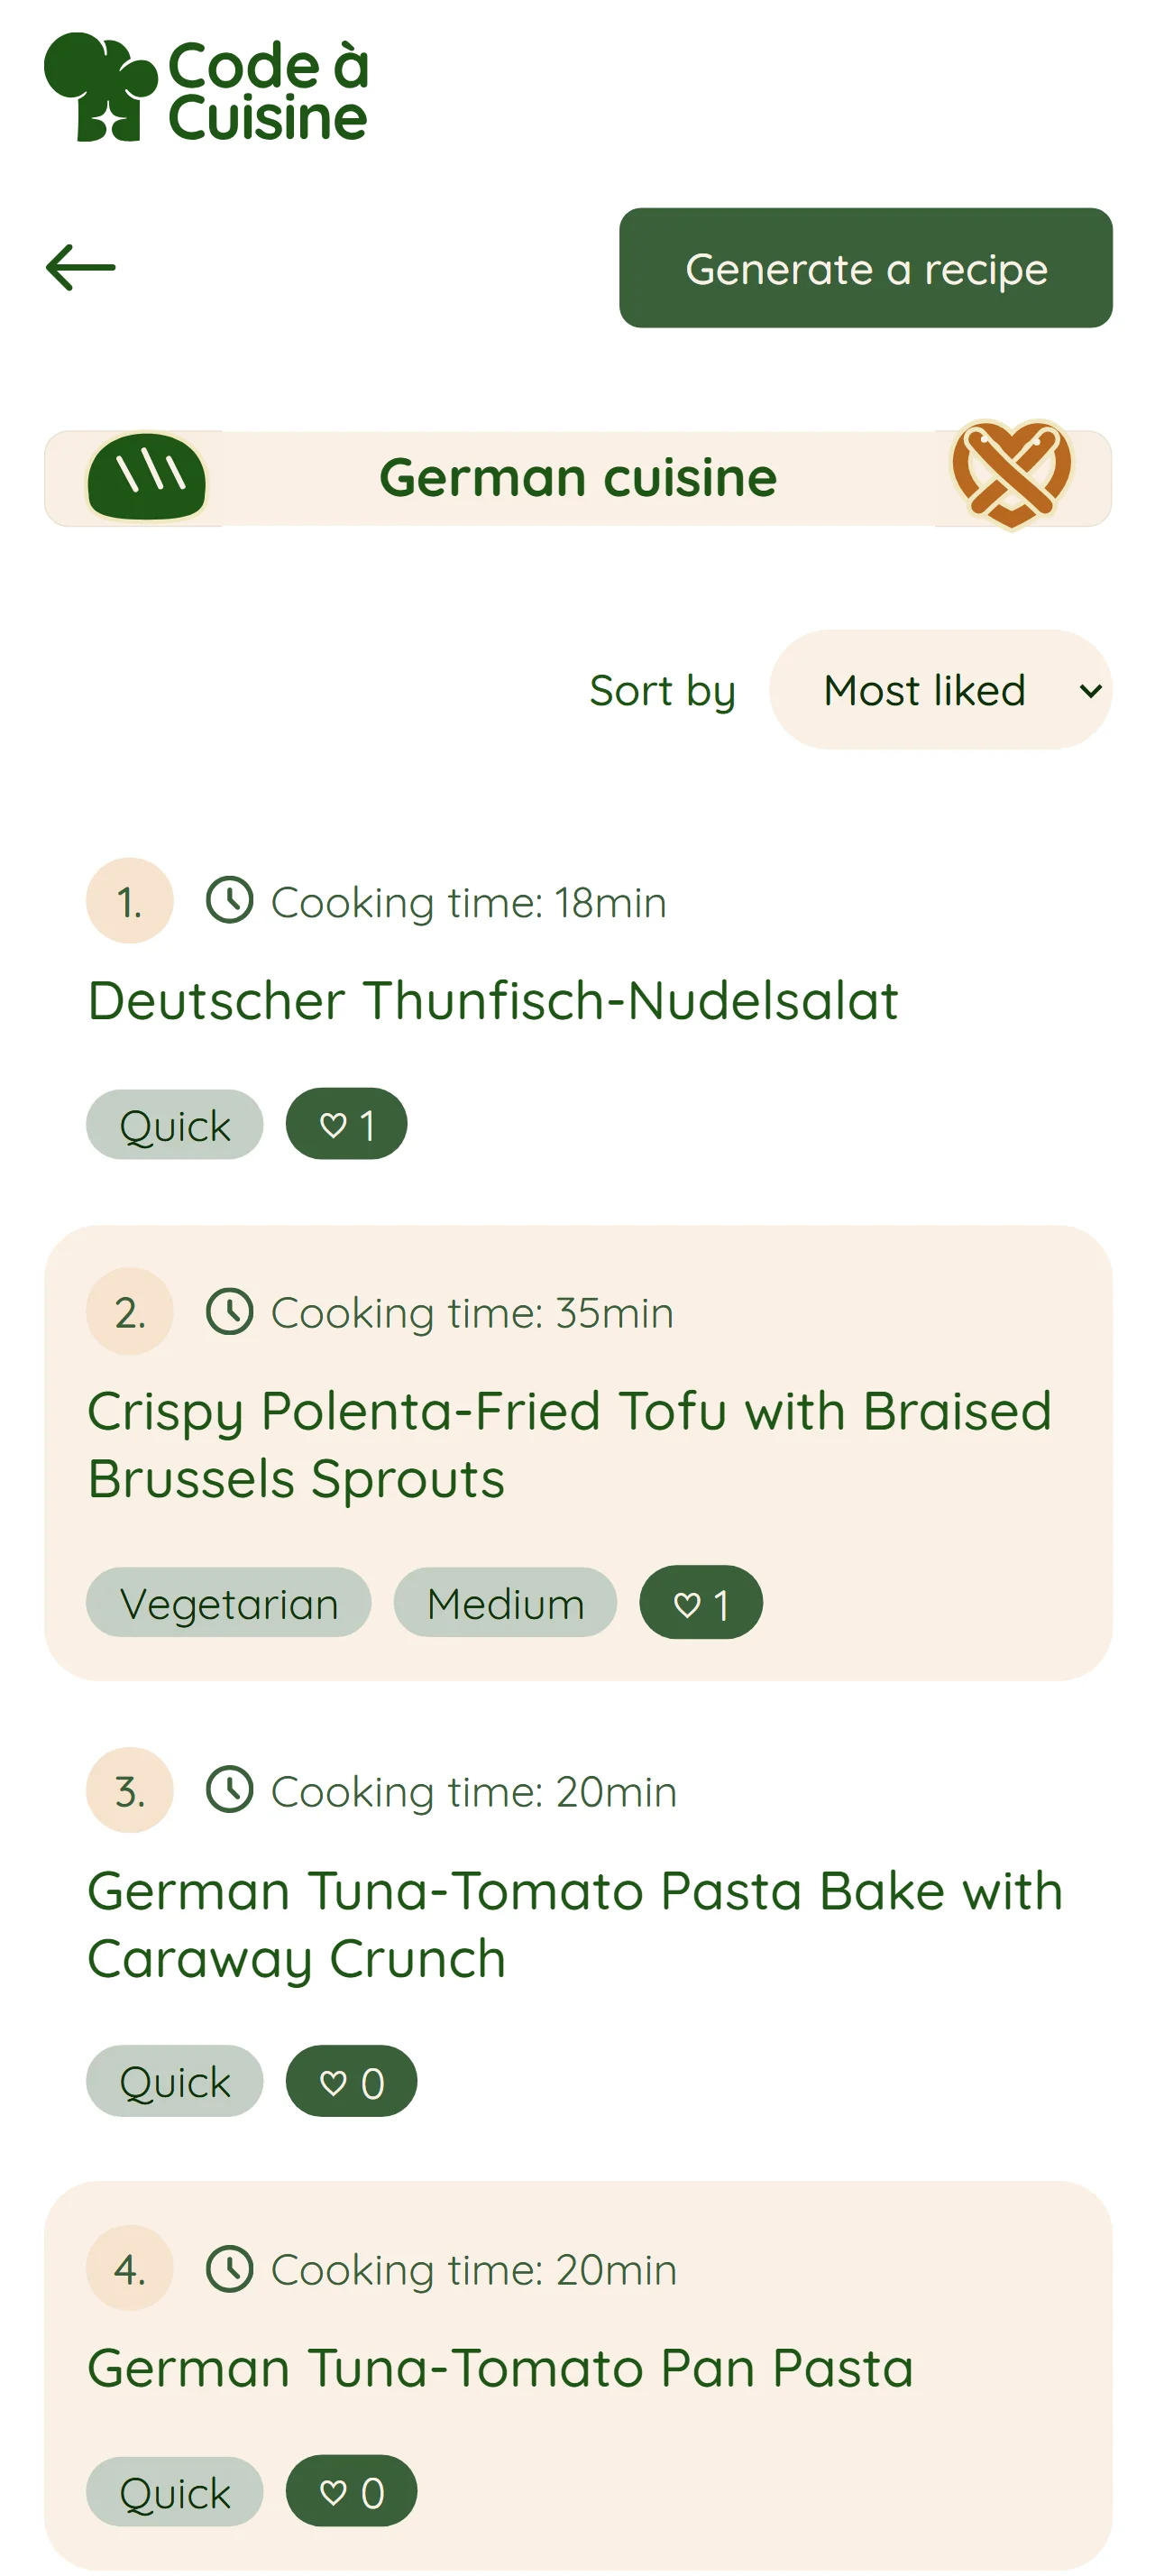 Code à
Cuisine
Generate a recipe
German cuisine
Sort by Most liked
1. Cooking time: 18min
Deutscher Thunfisch-Nudelsalat
Quick 1
2. Cooking time: 35min
Crispy Polenta-Fried Tofu with Braised
Brussels Sprouts
Vegetarian Medium 1
3. Cooking time: 20min
German Tuna-Tomato Pasta Bake with
Caraway Crunch
Quick 0
4. Cooking time: 20min
German Tuna-Tomato Pan Pasta
Quick 0